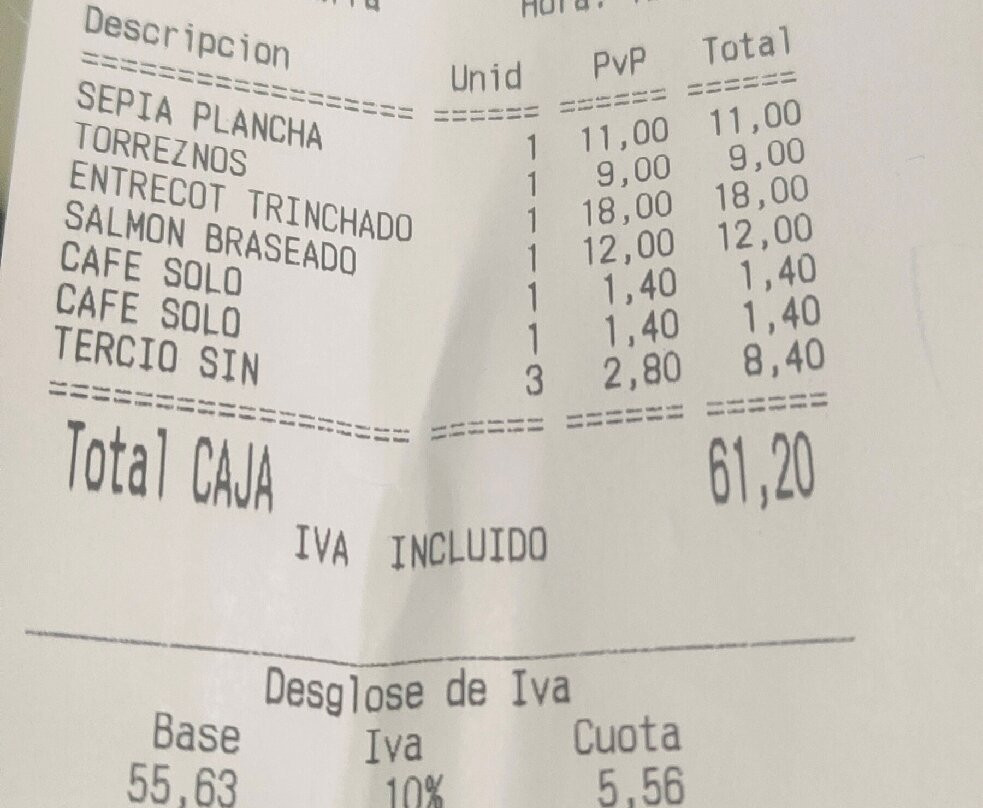 Hora:
Descripcion Unid PvP Total
================= ====== ====== ======
SEPIA PLANCHA 1 11,00 11,00
TORREZNOS 1 9,00 9,00
ENTRECOT TRINCHADO 1 18,00 18,00
SALMON BRASEADO 1 12,00 12,00
CAFE SOLO 1 1,40 1,40
CAFE SOLO 1 1,40 1,40
TERCIO SIN 3 2,80 8,40
================= ====== ====== ======
Total CAJA 61,20
IVA INCLUIDO
Desglose de Iva
Base Iva Cuota
55,63 10% 5,56